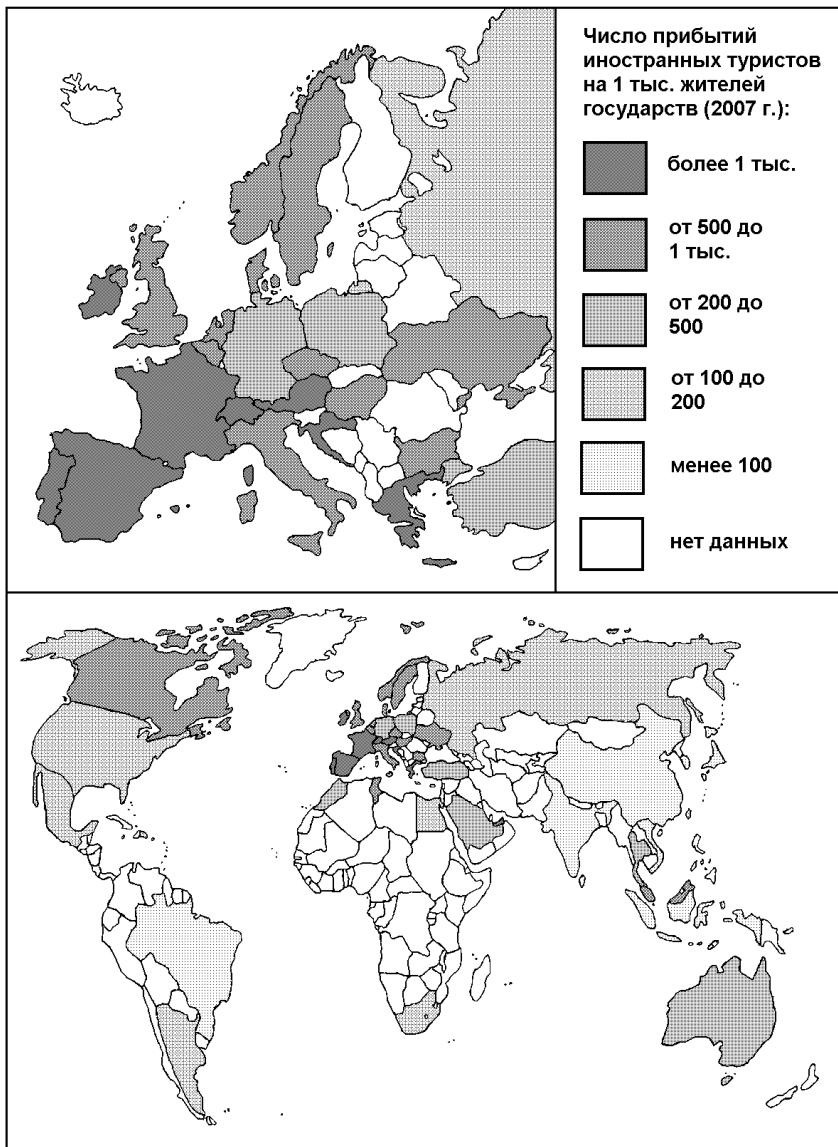 Число прибытий
иностранных туристов
на 1 тыс. жителей
государств (2007 г.):
более 1 тыс.
от 500 до
1 тыс.
от 200 до
500
от 100 до
200
менее 100
нет данных